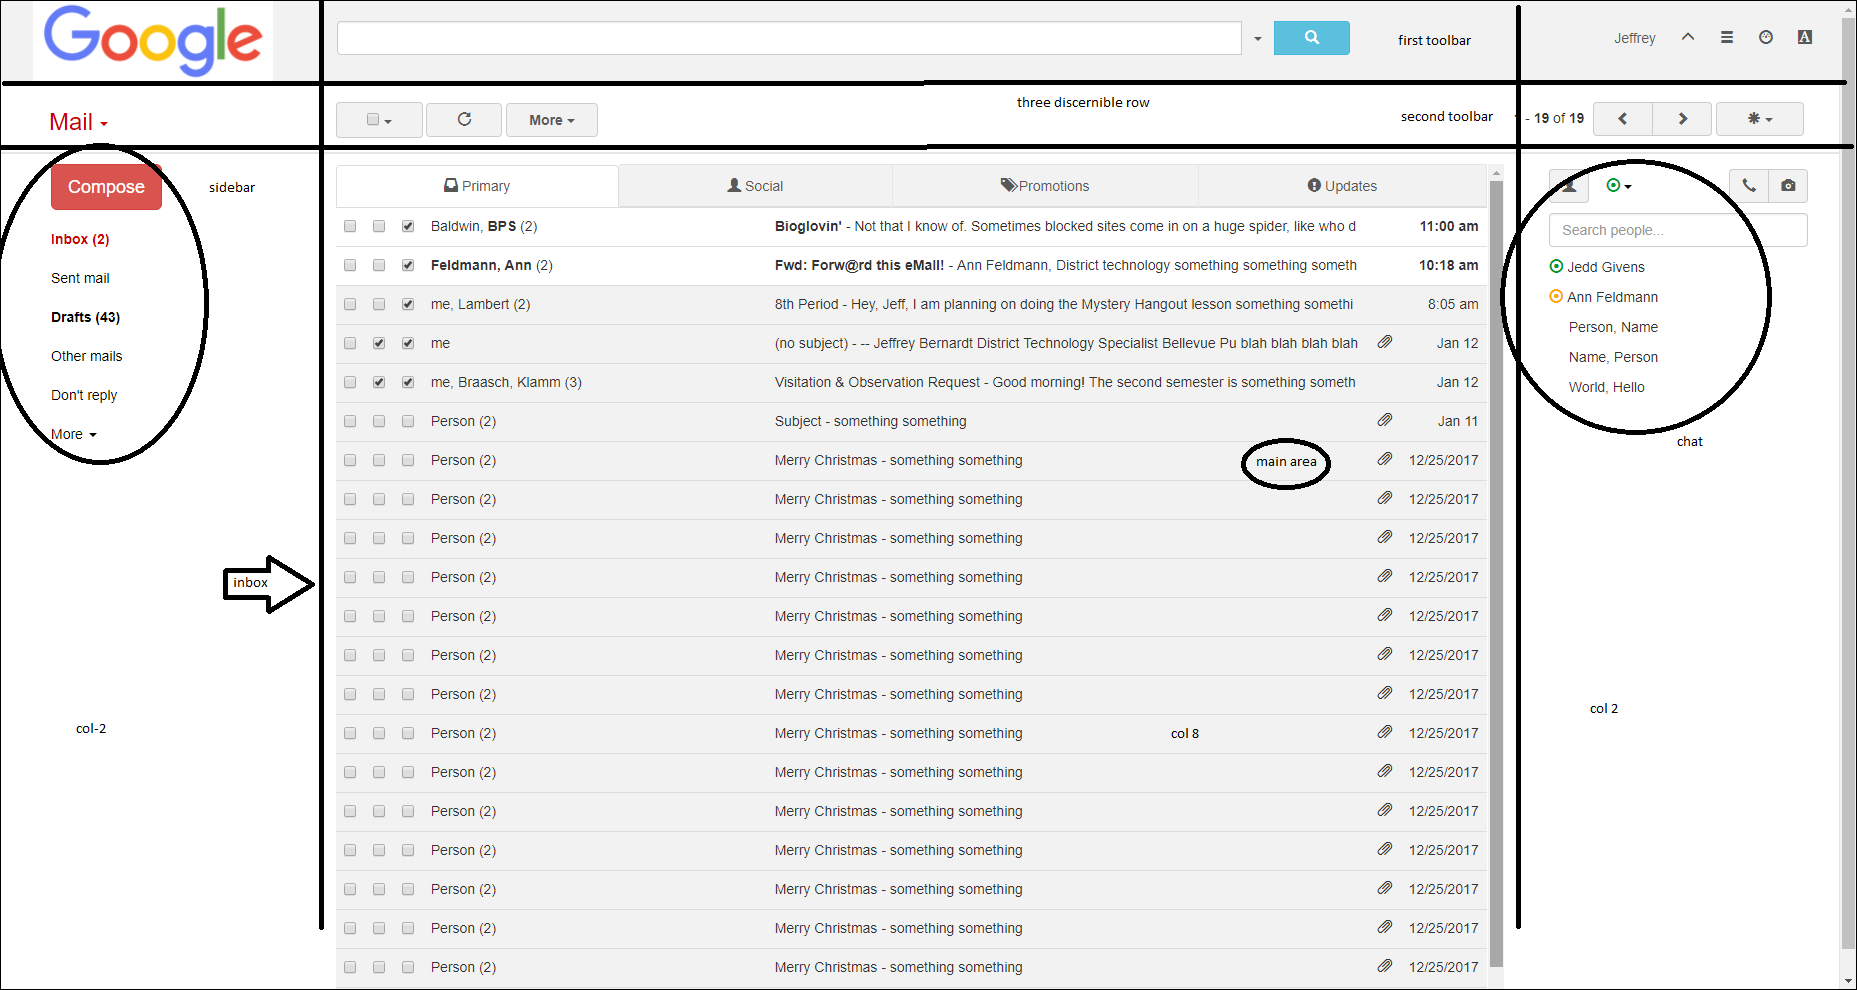 Google
first toolbar
Jeffrey
three discernible row
Mail
More
second toolbar
- 19 of 19
Compose
sidebar
Inbox (2)
Sent mail
Drafts (43)
Other mails
Don't reply
More
inbox
col-2
Primary Social Promotions Updates
Baldwin, BPS (2) Bioglovin' - Not that I know of. Sometimes blocked sites come in on a huge spider, like who d 11:00 am
Feldmann, Ann (2) Fwd: Forw@rd this eMall! - Ann Feldmann, District technology something something someth 10:18 am
me, Lambert (2) 8th Period - Hey, Jeff, I am planning on doing the Mystery Hangout lesson something somethi 8:05 am
me (no subject) - -- Jeffrey Bernardt District Technology Specialist Bellevue Pu blah blah blah blah Jan 12
me, Braasch, Klamm (3) Visitation & Observation Request - Good morning! The second semester is something someth Jan 12
Person (2) Subject - something something Jan 11
Person (2) Merry Christmas - something something main area 12/25/2017
Person (2) Merry Christmas - something something 12/25/2017
Person (2) Merry Christmas - something something 12/25/2017
Person (2) Merry Christmas - something something 12/25/2017
Person (2) Merry Christmas - something something 12/25/2017
Person (2) Merry Christmas - something something 12/25/2017
Person (2) Merry Christmas - something something 12/25/2017
Person (2) Merry Christmas - something something col 8 12/25/2017
Person (2) Merry Christmas - something something 12/25/2017
Person (2) Merry Christmas - something something 12/25/2017
Person (2) Merry Christmas - something something 12/25/2017
Person (2) Merry Christmas - something something 12/25/2017
Person (2) Merry Christmas - something something 12/25/2017
Person (2) Merry Christmas - something something 12/25/2017
Search people...
Jedd Givens
Ann Feldmann
Person, Name
Name, Person
World, Hello
chat
col 2